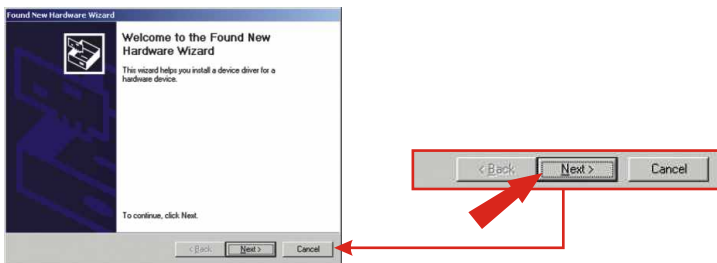 Found New Hardware Wizard
Welcome to the Found New
Hardware Wizard
This wizard helps you install a device driver for a
hardware device.
To continue, click Next.
< Back Next > Cancel
< Back Next > Cancel